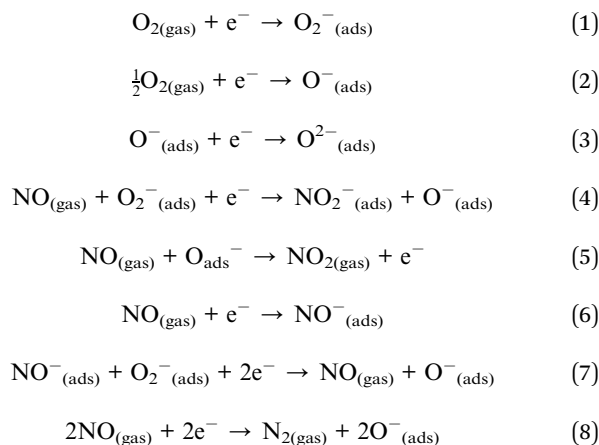 O₂(gas) + e⁻ → O₂⁻(ads) (1)
½O₂(gas) + e⁻ → O⁻(ads) (2)
O⁻(ads) + e⁻ → O²⁻(ads) (3)
NO(gas) + O₂⁻(ads) + e⁻ → NO₂⁻(ads) + O⁻(ads) (4)
NO(gas) + Oads⁻ → NO₂(gas) + e⁻ (5)
NO(gas) + e⁻ → NO⁻(ads) (6)
NO⁻(ads) + O₂⁻(ads) + 2e⁻ → NO(gas) + O⁻(ads) (7)
2NO(gas) + 2e⁻ → N₂(gas) + 2O⁻(ads) (8)